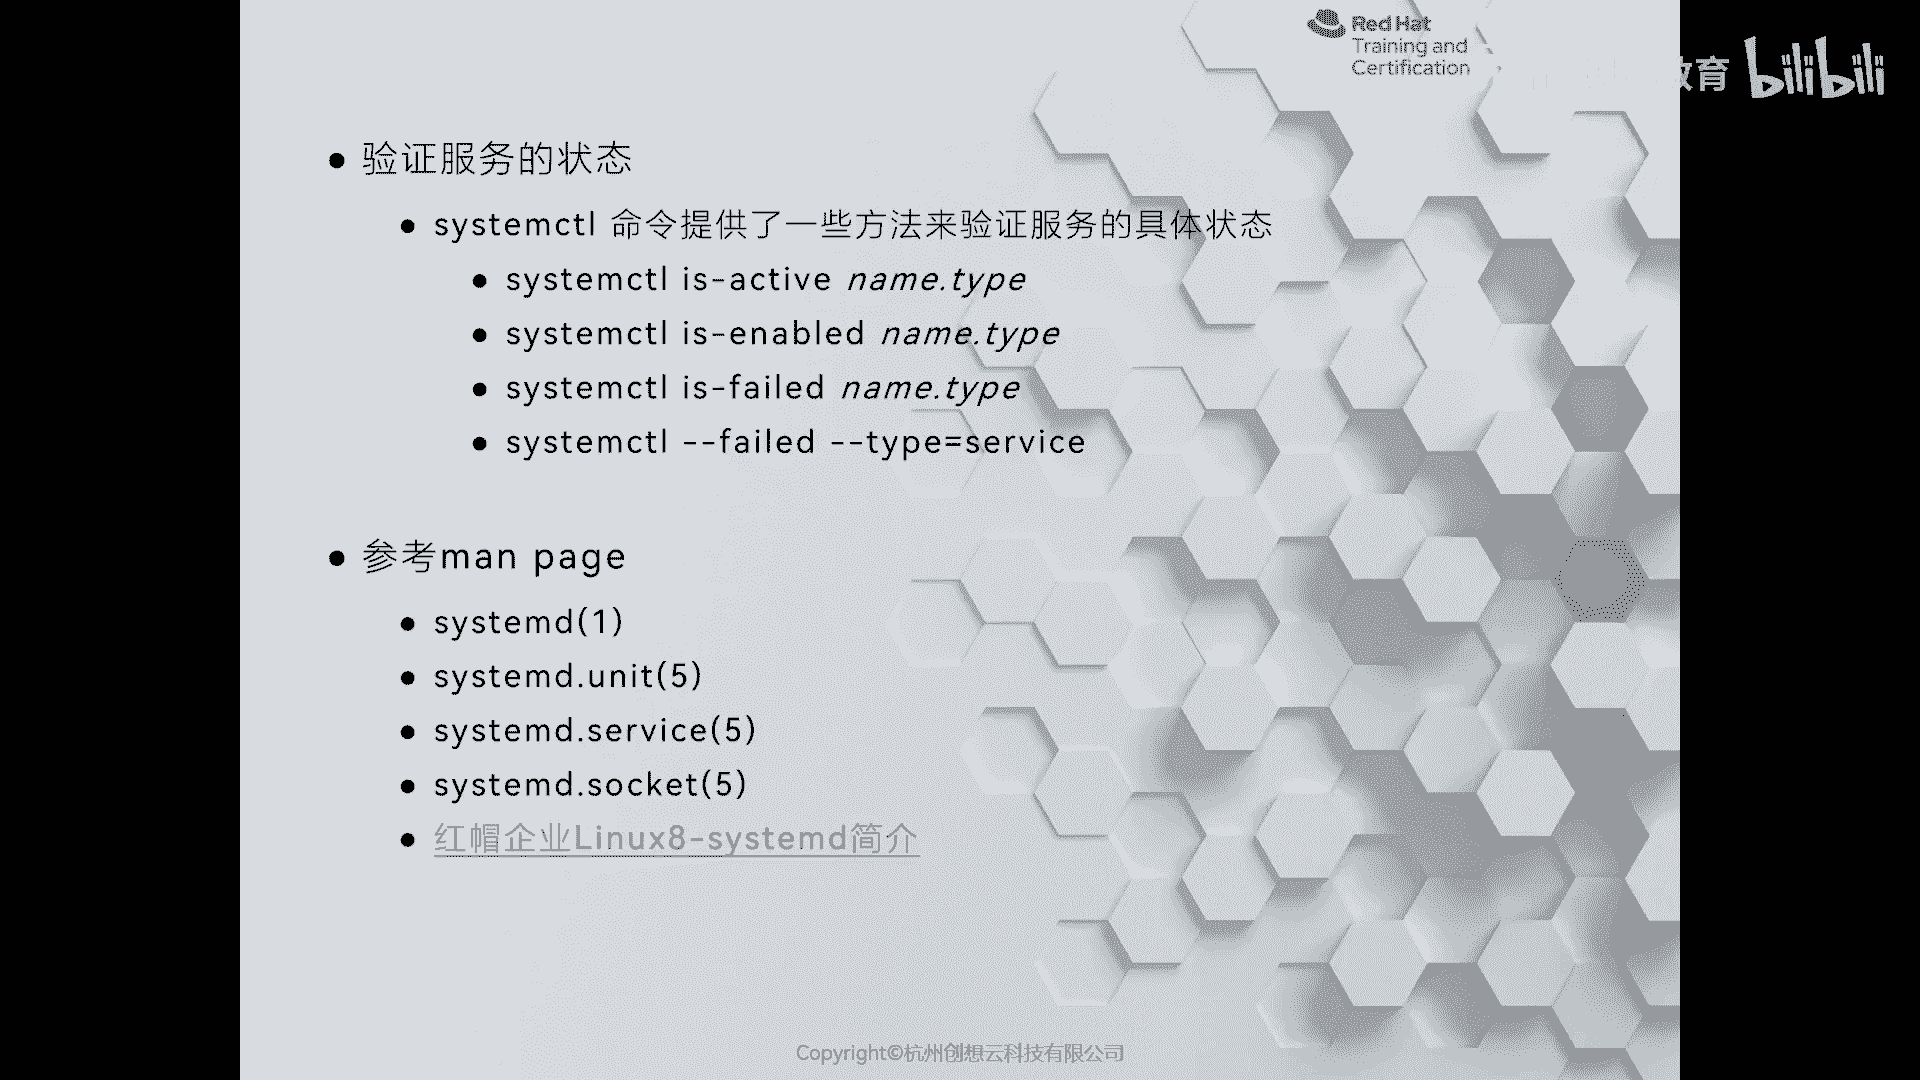 Red Hat
Training and
Certification
育 bilibili
验证服务的状态
systemctl 命令提供了一些方法来验证服务的具体状态
systemctl is-active name.type
systemctl is-enabled name.type
systemctl is-failed name.type
systemctl --failed --type=service
参考man page
systemd(1)
systemd.unit(5)
systemd.service(5)
systemd.socket(5)
红帽企业Linux8-systemd简介
Copyright©杭州创想云科技有限公司